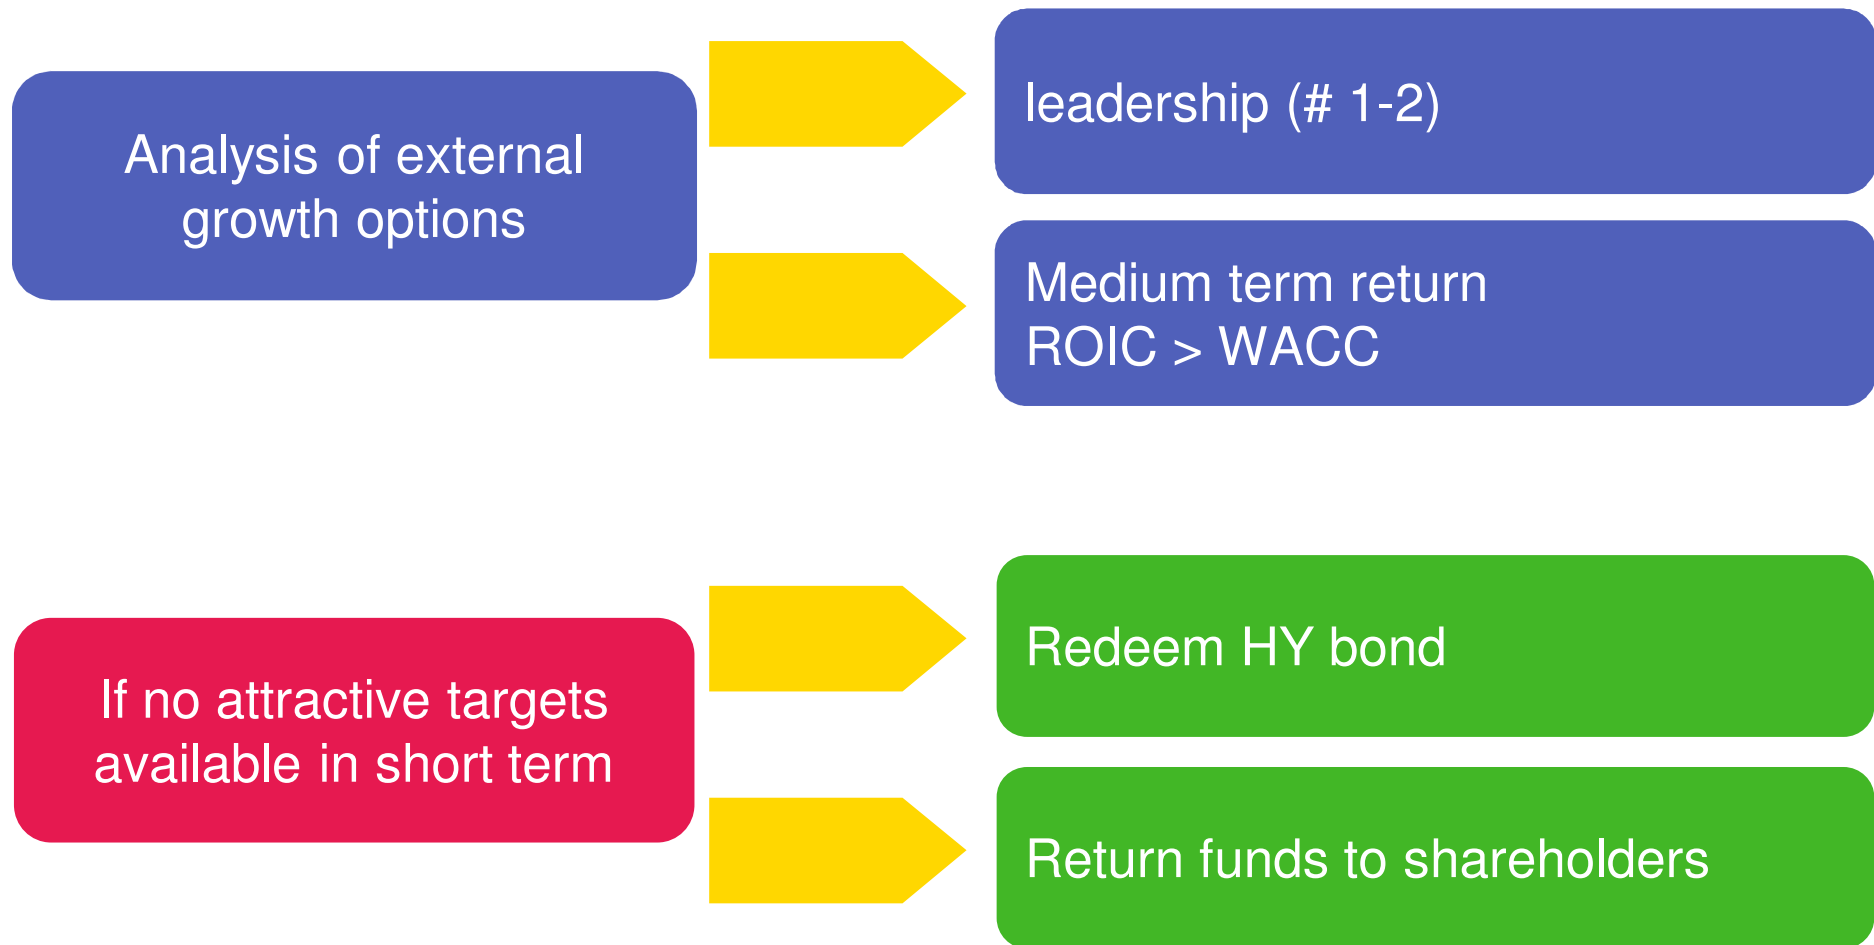 Analysis of external
growth options
leadership (# 1-2)
Medium term return
ROIC > WACC
If no attractive targets
available in short term
Redeem HY bond
Return funds to shareholders